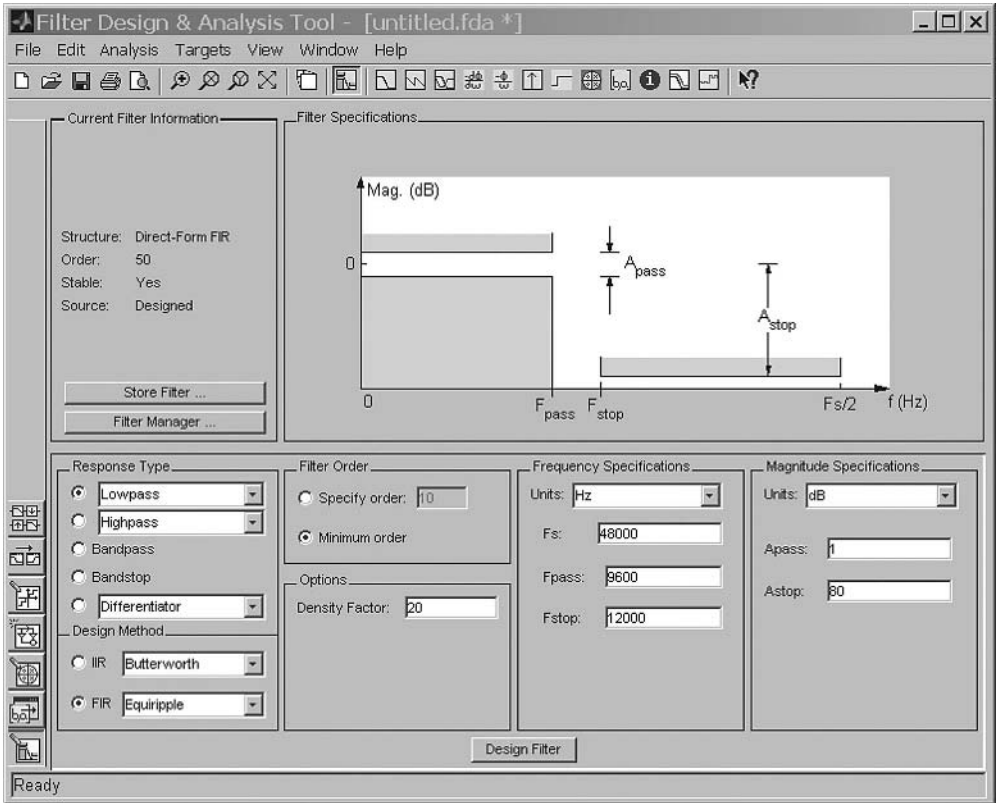 Filter Design & Analysis Tool - [untitled.fda *]
File Edit Analysis Targets View Window Help
Current Filter Information
Structure: Direct-Form FIR
Order: 50
Stable: Yes
Source: Designed
Store Filter ...
Filter Manager ...
Filter Specifications
Mag. (dB)
0
Apass
Astop
0 Fpass Fstop Fs/2 f (Hz)
Response Type
Lowpass
Highpass
Bandpass
Bandstop
Differentiator
Design Method
IIR Butterworth
FIR Equiripple
Filter Order
Specify order: 10
Minimum order
Options
Density Factor: 20
Frequency Specifications
Units: Hz
Fs: 48000
Fpass: 9600
Fstop: 12000
Magnitude Specifications
Units: dB
Apass: 1
Astop: 80
Design Filter
Ready